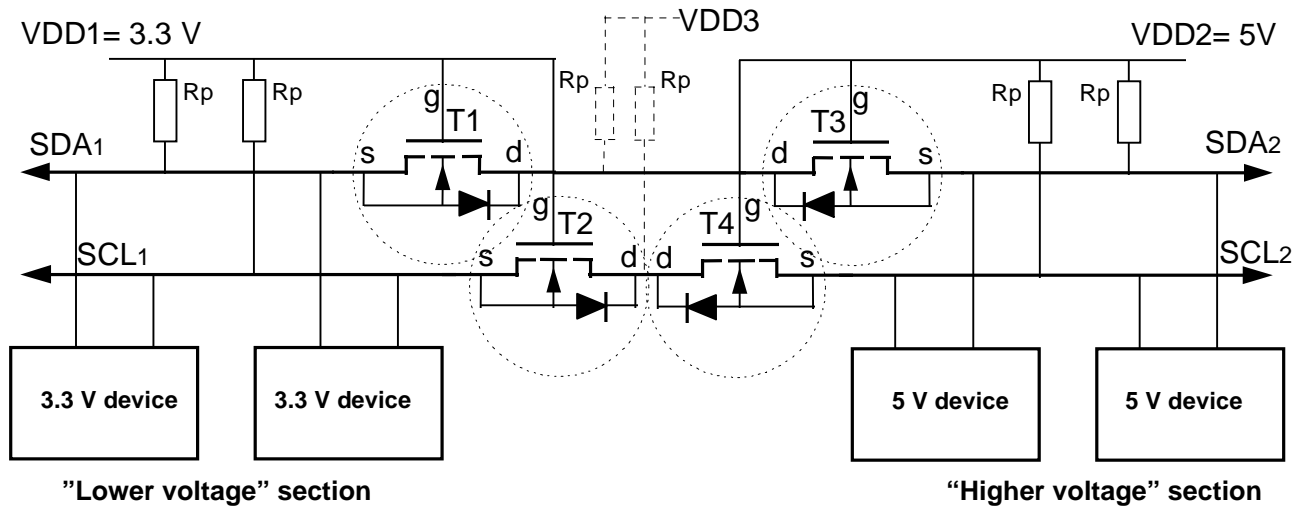 VDD3
VDD1= 3.3 V
VDD2= 5V
Rp
Rp
Rp
Rp
Rp
Rp
g
T1
T3
g
SDA1
s
d
d
s
SDA2
g
T2
T4
g
SCL1
s
d
d
s
SCL2
3.3 V device
3.3 V device
5 V device
5 V device
”Lower voltage” section
“Higher voltage” section